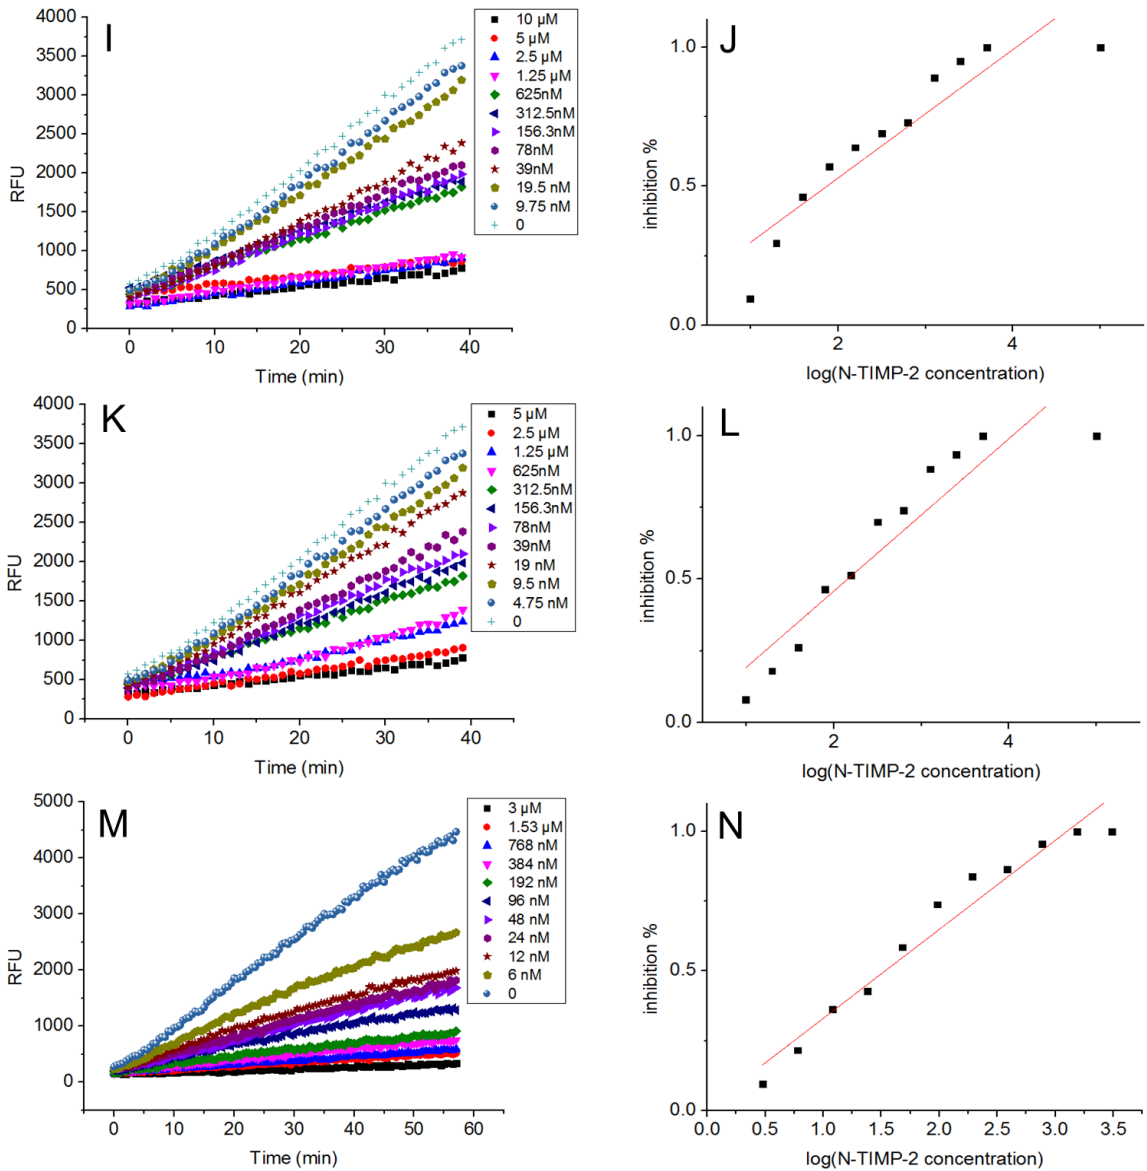 I
4000
3500
3000
2500
2000
1500
1000
500
0
RFU
0
10
20
30
40
Time (min)
10 µM
5 µM
2.5 µM
1.25 µM
625nM
312.5nM
156.3nM
78nM
39nM
19.5 nM
9.75 nM
0
J
1.0
0.5
0.0
inhibition %
2
4
log(N-TIMP-2 concentration)
K
4000
3500
3000
2500
2000
1500
1000
500
0
RFU
0
10
20
30
40
Time (min)
5 µM
2.5 µM
1.25 µM
625nM
312.5nM
156.3nM
78nM
39nM
19 nM
9.5 nM
4.75 nM
0
L
1.0
0.5
0.0
inhibition %
2
4
log(N-TIMP-2 concentration)
M
5000
4000
3000
2000
1000
0
RFU
0
10
20
30
40
50
60
Time (min)
3 µM
1.53 µM
768 nM
384 nM
192 nM
96 nM
48 nM
24 nM
12 nM
6 nM
0
N
1.0
0.5
0.0
inhibition %
0.0
0.5
1.0
1.5
2.0
2.5
3.0
3.5
log(N-TIMP-2 concentration)